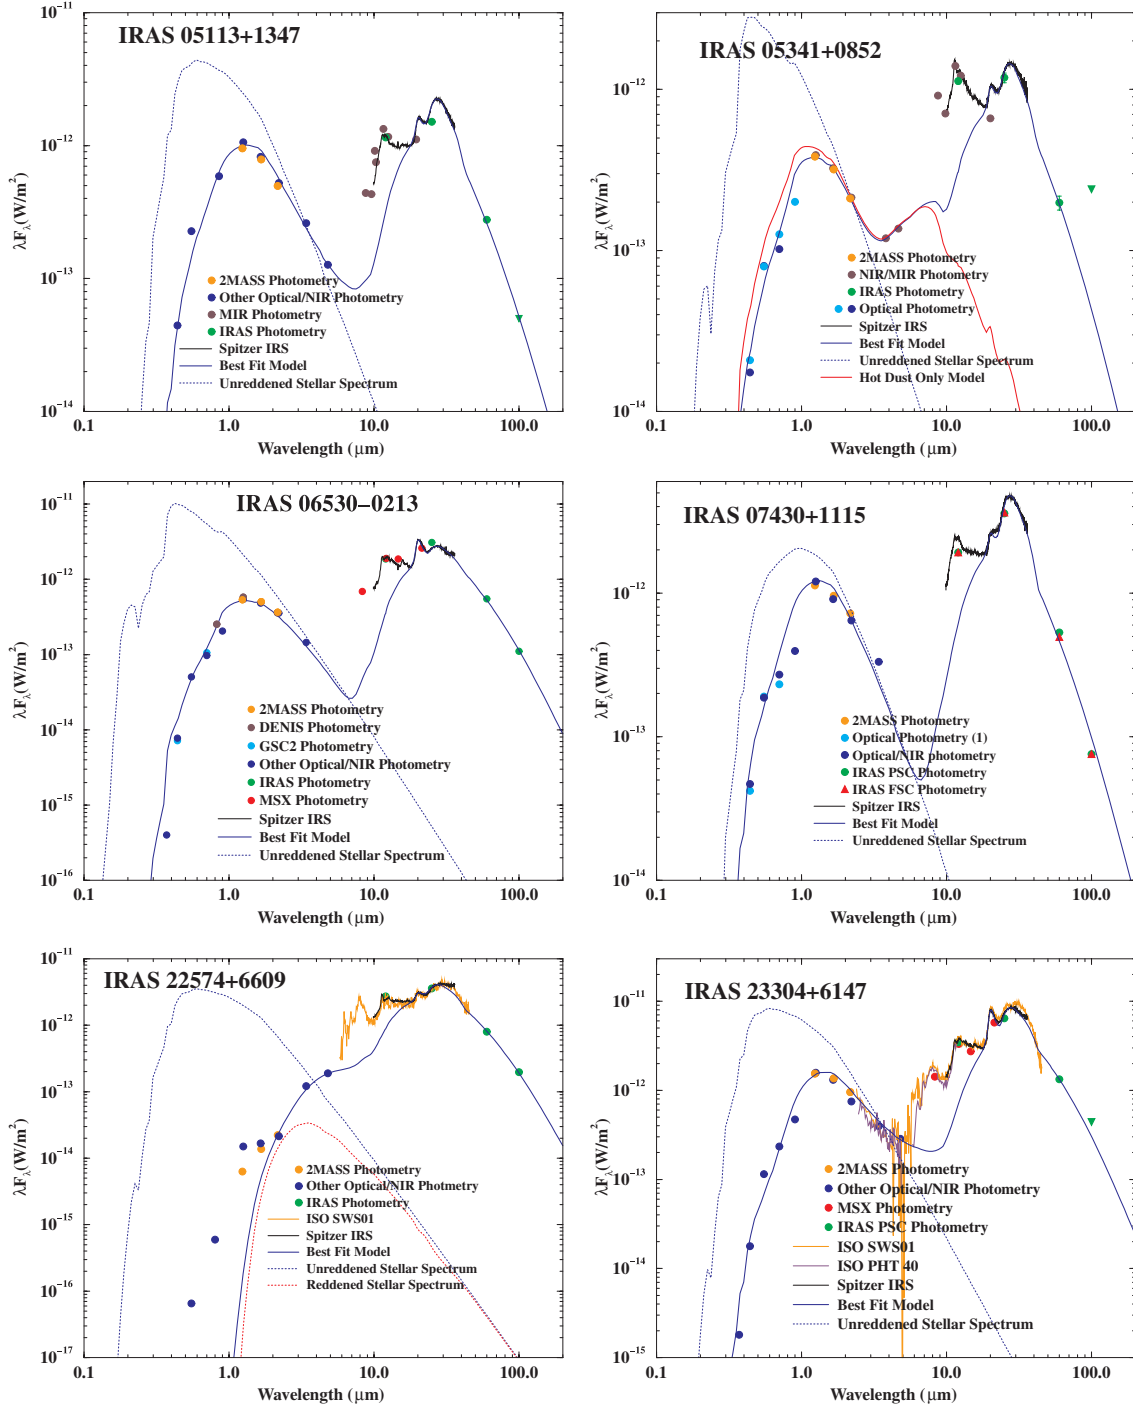 IRAS 05113+1347
10⁻¹¹
10⁻¹²
10⁻¹³
10⁻¹⁴
λF_λ(W/m²)
2MASS Photometry
Other Optical/NIR Photometry
MIR Photometry
IRAS Photometry
Spitzer IRS
Best Fit Model
Unreddened Stellar Spectrum
0.1 1.0 10.0 100.0
Wavelength (μm)
IRAS 05341+0852
10⁻¹²
10⁻¹³
10⁻¹⁴
λF_λ(W/m²)
2MASS Photometry
NIR/MIR Photometry
IRAS Photometry
Optical Photometry
Spitzer IRS
Best Fit Model
Unreddened Stellar Spectrum
Hot Dust Only Model
0.1 1.0 10.0 100.0
Wavelength (μm)
IRAS 06530−0213
10⁻¹¹
10⁻¹²
10⁻¹³
10⁻¹⁴
10⁻¹⁵
10⁻¹⁶
λF_λ(W/m²)
2MASS Photometry
DENIS Photometry
GSC2 Photometry
Other Optical/NIR Photometry
IRAS Photometry
MSX Photometry
Spitzer IRS
Best Fit Model
Unreddened Stellar Spectrum
0.1 1.0 10.0 100.0
Wavelength (μm)
IRAS 07430+1115
10⁻¹²
10⁻¹³
10⁻¹⁴
λF_λ(W/m²)
2MASS Photometry
Optical Photometry (1)
Optical/NIR photometry
IRAS PSC Photometry
IRAS FSC Photometry
Spitzer IRS
Best Fit Model
Unreddened Stellar Spectrum
0.1 1.0 10.0 100.0
Wavelength (μm)
IRAS 22574+6609
10⁻¹¹
10⁻¹²
10⁻¹³
10⁻¹⁴
10⁻¹⁵
10⁻¹⁶
10⁻¹⁷
λF_λ(W/m²)
2MASS Photometry
Other Optical/NIR Photmetry
IRAS Photometry
ISO SWS01
Spitzer IRS
Best Fit Model
Unreddened Stellar Spectrum
Reddened Stellar Spectrum
0.1 1.0 10.0 100.0
Wavelength (μm)
IRAS 23304+6147
10⁻¹¹
10⁻¹²
10⁻¹³
10⁻¹⁴
10⁻¹⁵
λF_λ(W/m²)
2MASS Photometry
Other Optical/NIR Photometry
MSX Photometry
IRAS PSC Photometry
ISO SWS01
ISO PHT 40
Spitzer IRS
Best Fit Model
Unreddened Stellar Spectrum
0.1 1.0 10.0 100.0
Wavelength (μm)